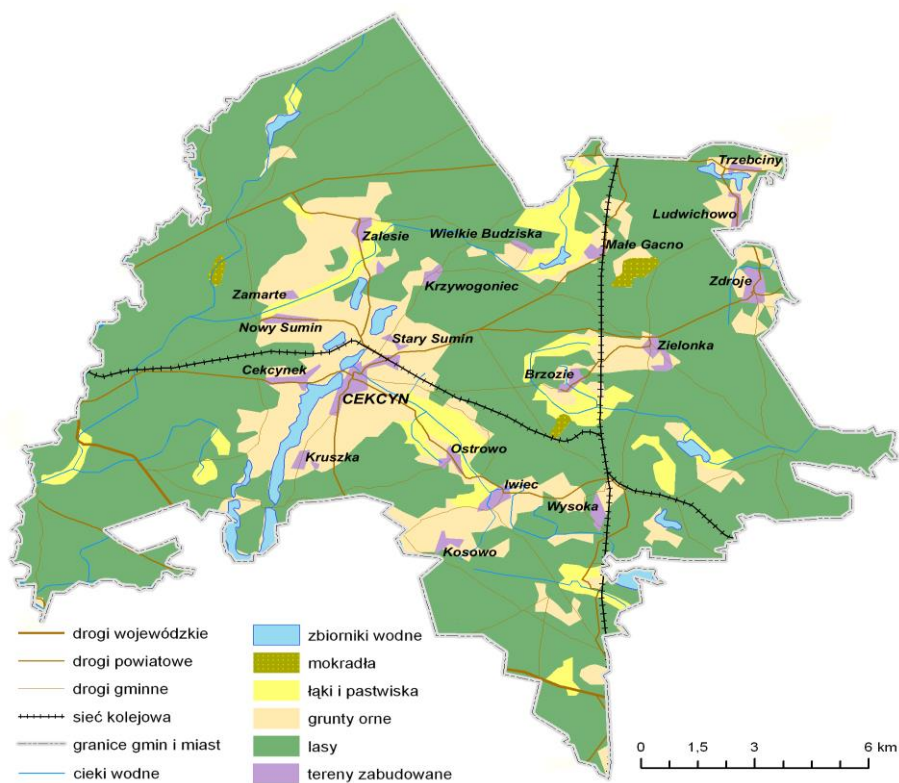 Trzebciny
Ludwichowo
Zalesie
Wielkie Budziska
Małe Gacno
Krzywogoniec
Zdroje
Zamarte
Nowy Sumin
Stary Sumin
Zielonka
Cekcynek
Brzozie
CEKCYN
Ostrowo
Kruszka
Iwiec
Wysoka
Kosowo
drogi wojewódzkie
drogi powiatowe
drogi gminne
sieć kolejowa
granice gmin i miast
cieki wodne
zbiorniki wodne
mokradła
łąki i pastwiska
grunty orne
lasy
tereny zabudowane
0 1,5 3 6 km